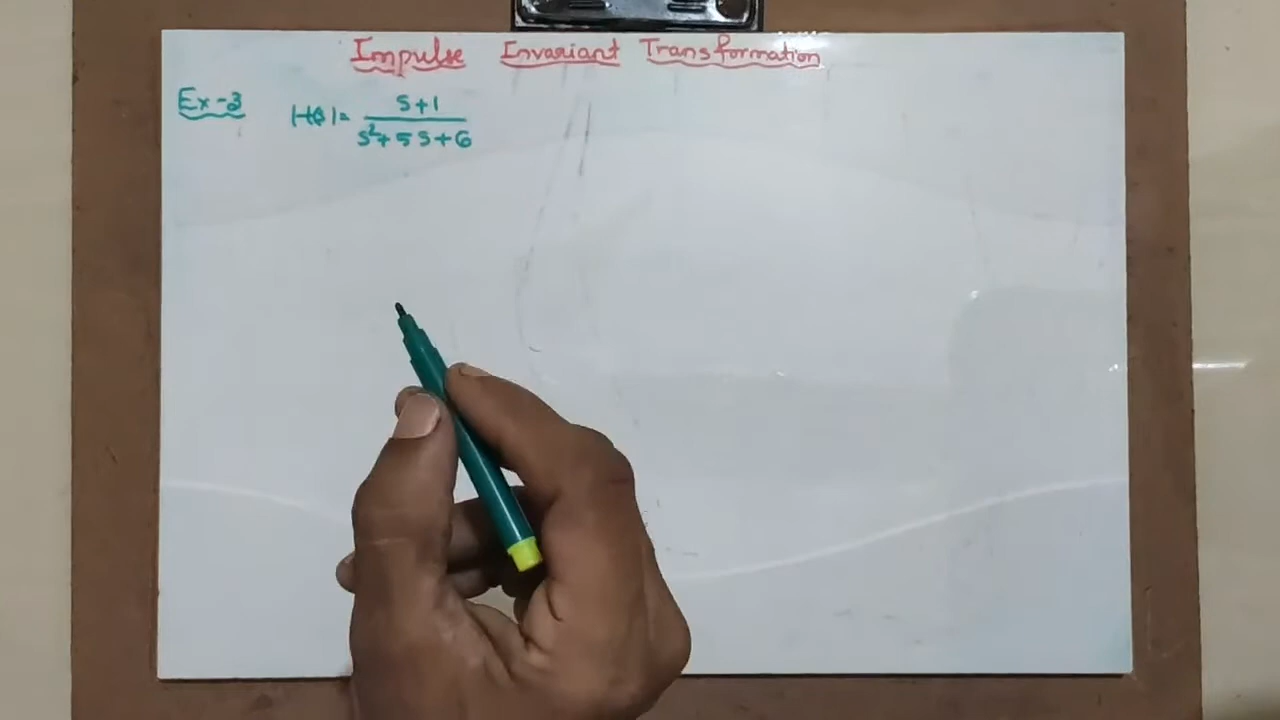 Impulse Invariant Transformation
Ex-3 H(s) = s+1
s²+5s+6